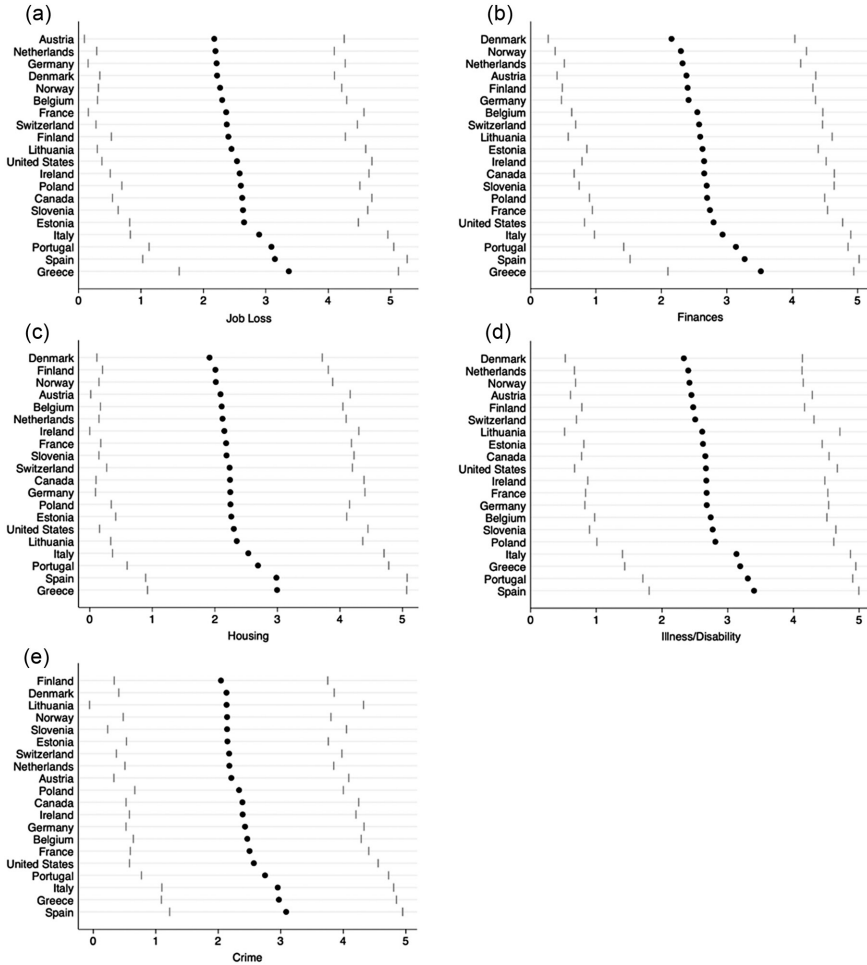 (a)
Austria
Netherlands
Germany
Denmark
Norway
Belgium
France
Switzerland
Finland
Lithuania
United States
Ireland
Poland
Canada
Slovenia
Estonia
Italy
Portugal
Spain
Greece
0 1 2 3 4 5
Job Loss
(b)
Denmark
Norway
Netherlands
Austria
Finland
Germany
Belgium
Switzerland
Lithuania
Estonia
Ireland
Canada
Slovenia
Poland
France
United States
Italy
Portugal
Spain
Greece
0 1 2 3 4 5
Finances
(c)
Denmark
Finland
Norway
Austria
Belgium
Netherlands
Ireland
France
Slovenia
Switzerland
Canada
Germany
Poland
Estonia
United States
Lithuania
Italy
Portugal
Spain
Greece
0 1 2 3 4 5
Housing
(d)
Denmark
Netherlands
Norway
Austria
Finland
Switzerland
Lithuania
Estonia
Canada
United States
Ireland
France
Germany
Belgium
Slovenia
Poland
Italy
Greece
Portugal
Spain
0 1 2 3 4 5
Illness/Disability
(e)
Finland
Denmark
Lithuania
Norway
Slovenia
Estonia
Switzerland
Netherlands
Austria
Poland
Canada
Ireland
Germany
Belgium
France
United States
Portugal
Italy
Greece
Spain
0 1 2 3 4 5
Crime